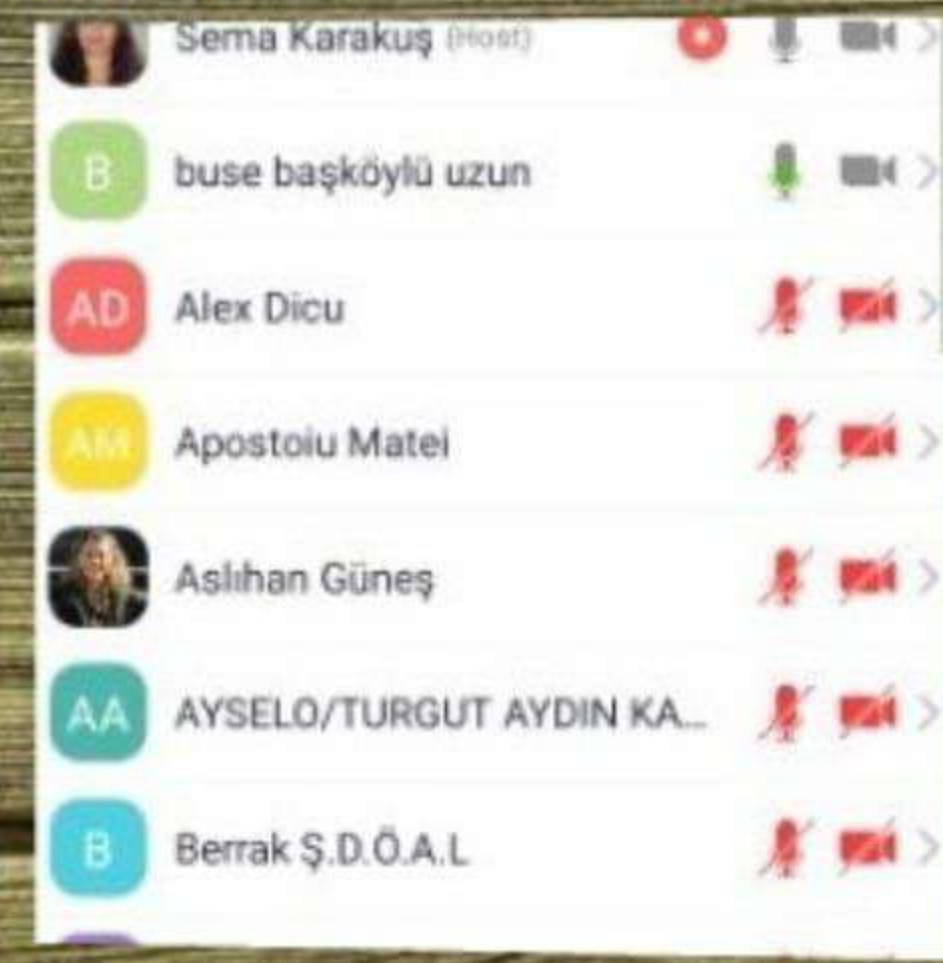 Sema Karakuş (Host)
B buse başköylü uzun
AD Alex Dicu
AM Apostoiu Matei
Aslıhan Güneş
AA AYSELO/TURGUT AYDIN KA...
B Berrak Ş.D.Ö.A.L